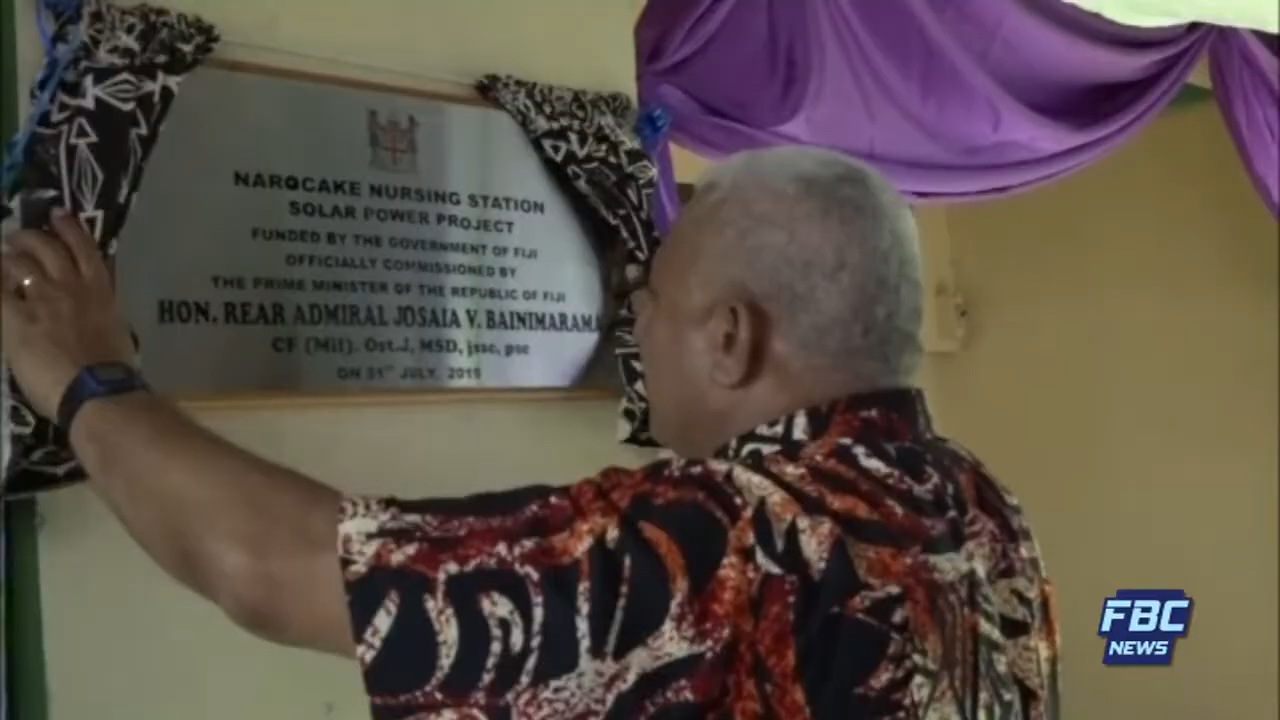 NAROCAKE NURSING STATION
SOLAR POWER PROJECT
FUNDED BY THE GOVERNMENT OF FIJI
OFFICIALLY COMMISSIONED BY
THE PRIME MINISTER OF THE REPUBLIC OF FIJI
HON. REAR ADMIRAL JOSAIA V. BAINIMARAMA
CF (Mil). Ost.J, MSD, jssc, psc
ON 31ST JULY, 2019
FBC
NEWS